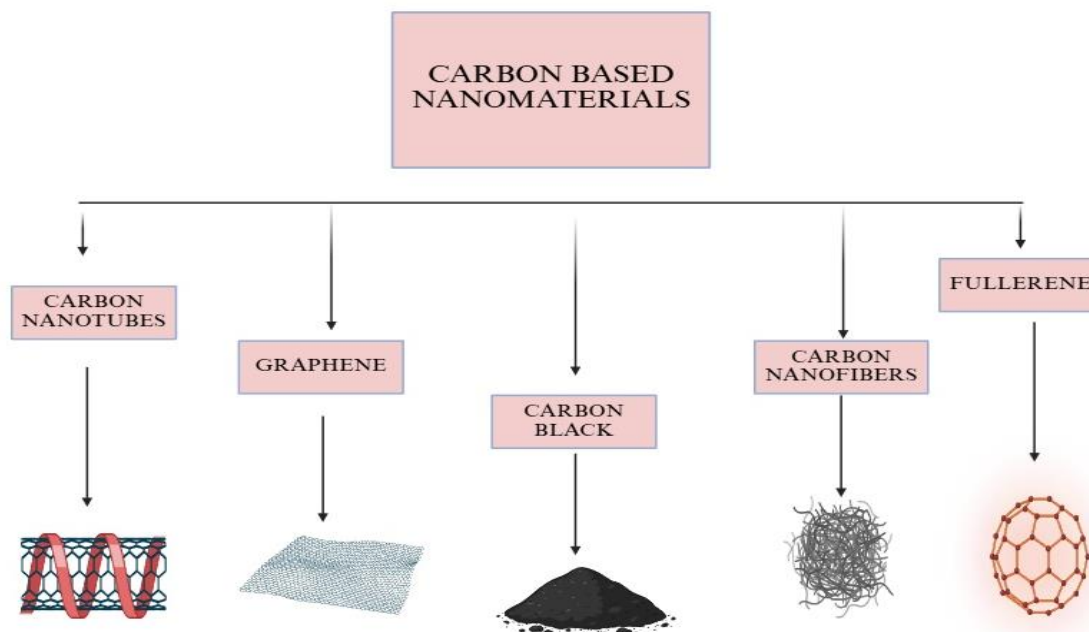 CARBON BASED
NANOMATERIALS
CARBON
NANOTUBES
GRAPHENE
CARBON
BLACK
CARBON
NANOFIBERS
FULLERENE